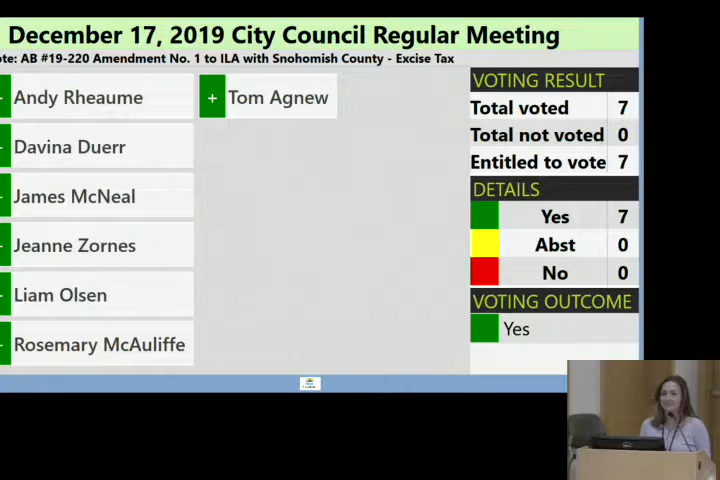 December 17, 2019 City Council Regular Meeting
ote: AB #19-220 Amendment No. 1 to ILA with Snohomish County - Excise Tax
Andy Rheaume
+ Tom Agnew
Davina Duerr
James McNeal
Jeanne Zornes
Liam Olsen
Rosemary McAuliffe
VOTING RESULT
Total voted 7
Total not voted 0
Entitled to vote 7
DETAILS
Yes 7
Abst 0
No 0
VOTING OUTCOME
Yes